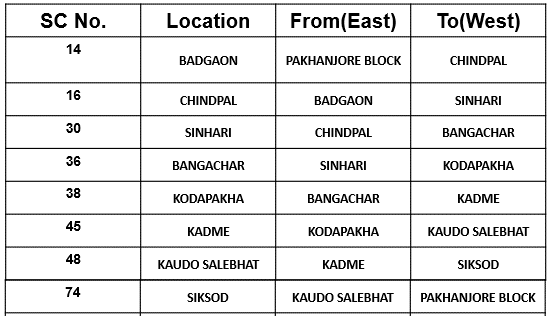 SC No. Location From(East) To(West)
14 BADGAON PAKHANJORE BLOCK CHINDPAL
16 CHINDPAL BADGAON SINHARI
30 SINHARI CHINDPAL BANGACHAR
36 BANGACHAR SINHARI KODAPAKHA
38 KODAPAKHA BANGACHAR KADME
45 KADME KODAPAKHA KAUDO SALEBHAT
48 KAUDO SALEBHAT KADME SIKSOD
74 SIKSOD KAUDO SALEBHAT PAKHANJORE BLOCK